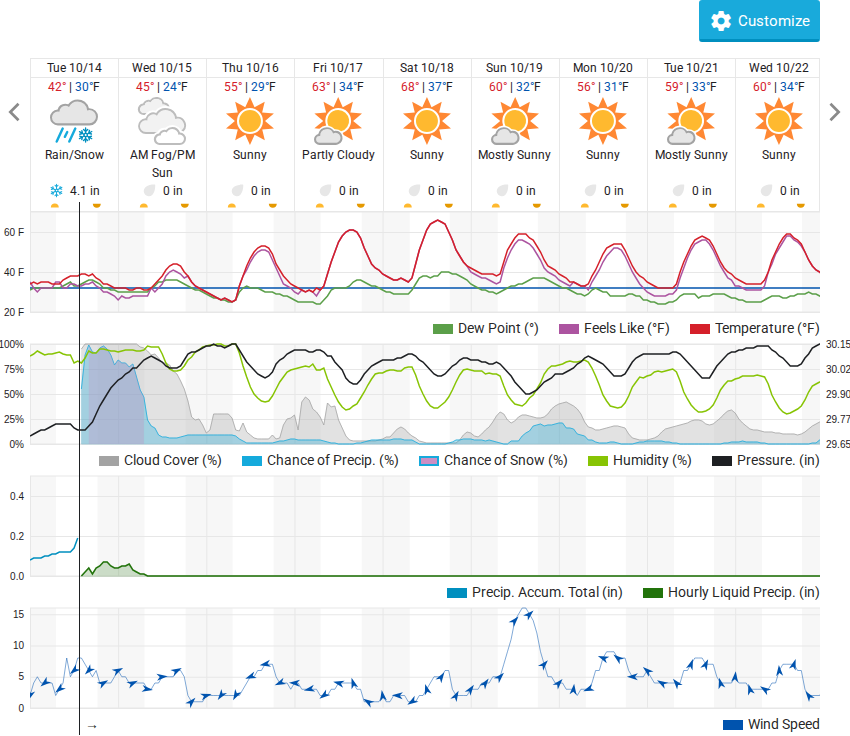 Customize
Tue 10/14 Wed 10/15 Thu 10/16 Fri 10/17 Sat 10/18 Sun 10/19 Mon 10/20 Tue 10/21 Wed 10/22
42° | 30°F 45° | 24°F 55° | 29°F 63° | 34°F 68° | 37°F 60° | 32°F 56° | 31°F 59° | 33°F 60° | 34°F
Rain/Snow AM Fog/PM Sunny Partly Cloudy Sunny Mostly Sunny Sunny Mostly Sunny Sunny
Sun
4.1 in 0 in 0 in 0 in 0 in 0 in 0 in 0 in 0 in
60 F
40 F
20 F
Dew Point (°) Feels Like (°F) Temperature (°F)
100% 30.15
75% 30.02
50% 29.90
25% 29.77
0% 29.65
Cloud Cover (%) Chance of Precip. (%) Chance of Snow (%) Humidity (%) Pressure. (in)
0.4
0.2
0.0
Precip. Accum. Total (in) Hourly Liquid Precip. (in)
15
10
5
0
→
Wind Speed